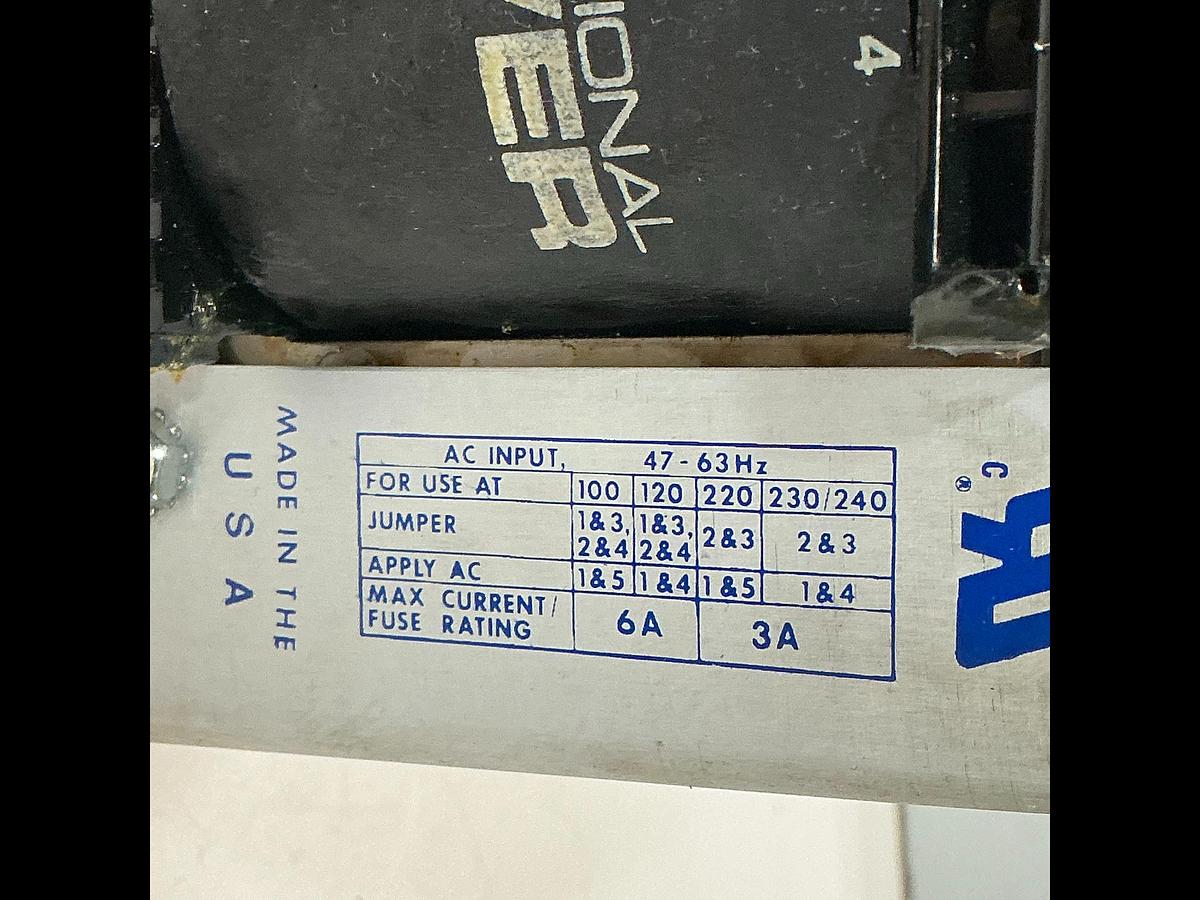 IONAL
ER
4
MADE IN THE
U S A
AC INPUT, 47-63Hz
FOR USE AT 100 120 220 230/240
JUMPER 1&3, 2&4 1&3, 2&4 2&3 2&3
APPLY AC 1&5 1&4 1&5 1&4
MAX CURRENT/
FUSE RATING 6A 3A
C
®